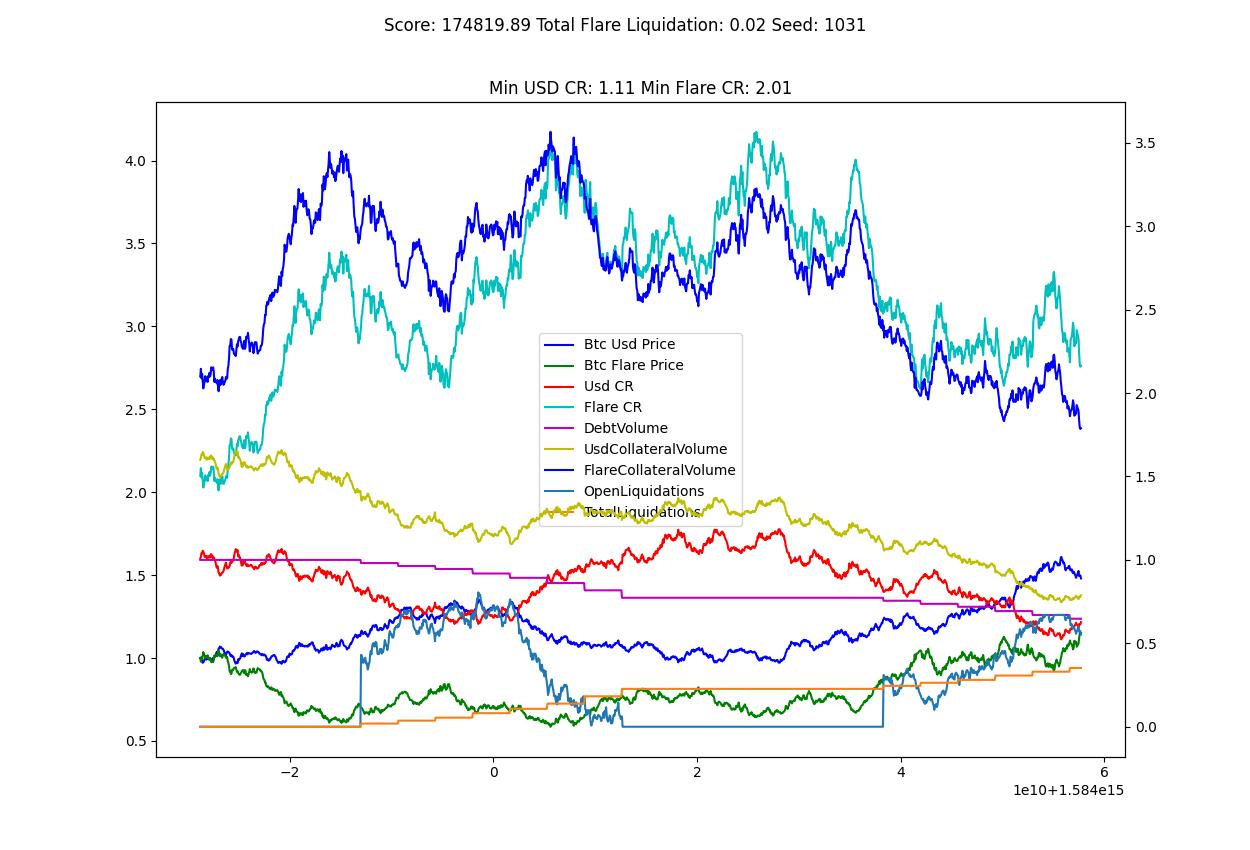 Score: 174819.89 Total Flare Liquidation: 0.02 Seed: 1031
Min USD CR: 1.11 Min Flare CR: 2.01
4.0
3.5
3.0
2.5
2.0
1.5
1.0
0.5
3.5
3.0
2.5
2.0
1.5
1.0
0.5
0.0
Btc Usd Price
Btc Flare Price
Usd CR
Flare CR
DebtVolume
UsdCollateralVolume
FlareCollateralVolume
OpenLiquidations
TotalLiquidations
−2 0 2 4 6
1e10+1.584e15